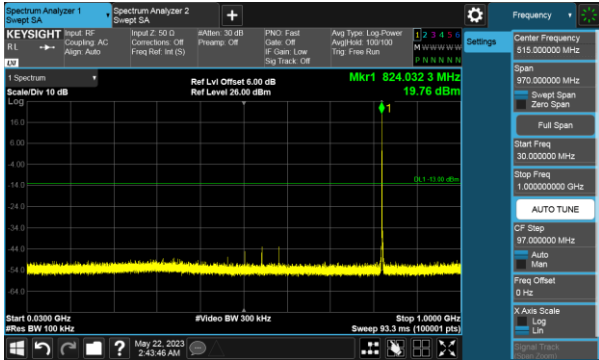 Spectrum Analyzer 1
Swept SA
Spectrum Analyzer 2
Swept SA
+
Frequency
KEYSIGHT
RL
Input: RF
Coupling: AC
Align: Auto
Input Z: 50 Ω
Corrections: Off
Freq Ref: Int (S)
#Atten: 30 dB
Preamp: Off
PNO: Fast
Gate: Off
IF Gain: Low
Sig Track: Off
Avg Type: Log-Power
Avg|Hold: 100/100
Trig: Free Run
1 2 3 4 5 6
M W W W W W
P N N N N N
LXI
1 Spectrum
Scale/Div 10 dB
Log
Ref Lvl Offset 6.00 dB
Ref Level 26.00 dBm
Mkr1 824.032 3 MHz
19.76 dBm
1
16.0
6.00
-4.00
-14.0
DL1 -13.00 dBm
-24.0
-34.0
-44.0
-54.0
-64.0
Start 0.0300 GHz
#Res BW 100 kHz
#Video BW 300 kHz
Stop 1.0000 GHz
Sweep 93.3 ms (100001 pts)
?
May 22, 2023
2:43:46 AM
Settings
Center Frequency
515.000000 MHz
Span
970.000000 MHz
Swept Span
Zero Span
Full Span
Start Freq
30.000000 MHz
Stop Freq
1.000000000 GHz
AUTO TUNE
CF Step
97.000000 MHz
Auto
Man
Freq Offset
0 Hz
X Axis Scale
Log
Lin
Signal Track
(Span Zoom)